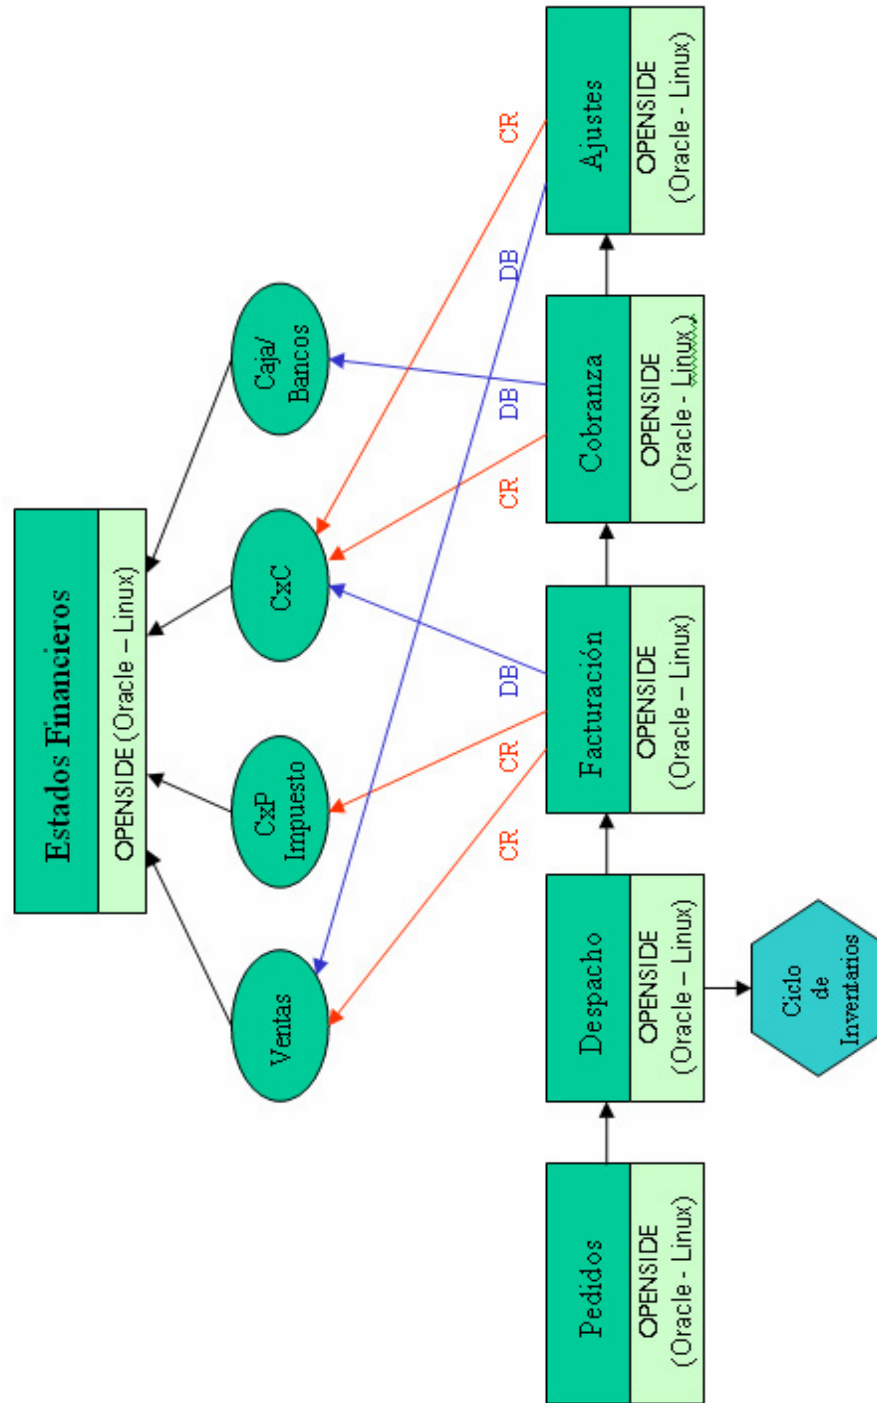 Estados Financieros
OPENSIDE (Oracle – Linux)
Ventas
CxP
Impuesto
CxC
Caja/
Bancos
CR
CR
DB
CR
DB
DB
CR
Pedidos
OPENSIDE
(Oracle - Linux)
Despacho
OPENSIDE
(Oracle – Linux)
Facturación
OPENSIDE
(Oracle – Linux)
Cobranza
OPENSIDE
(Oracle - Linux )
Ajustes
OPENSIDE
(Oracle - Linux)
Ciclo
de
Inventarios